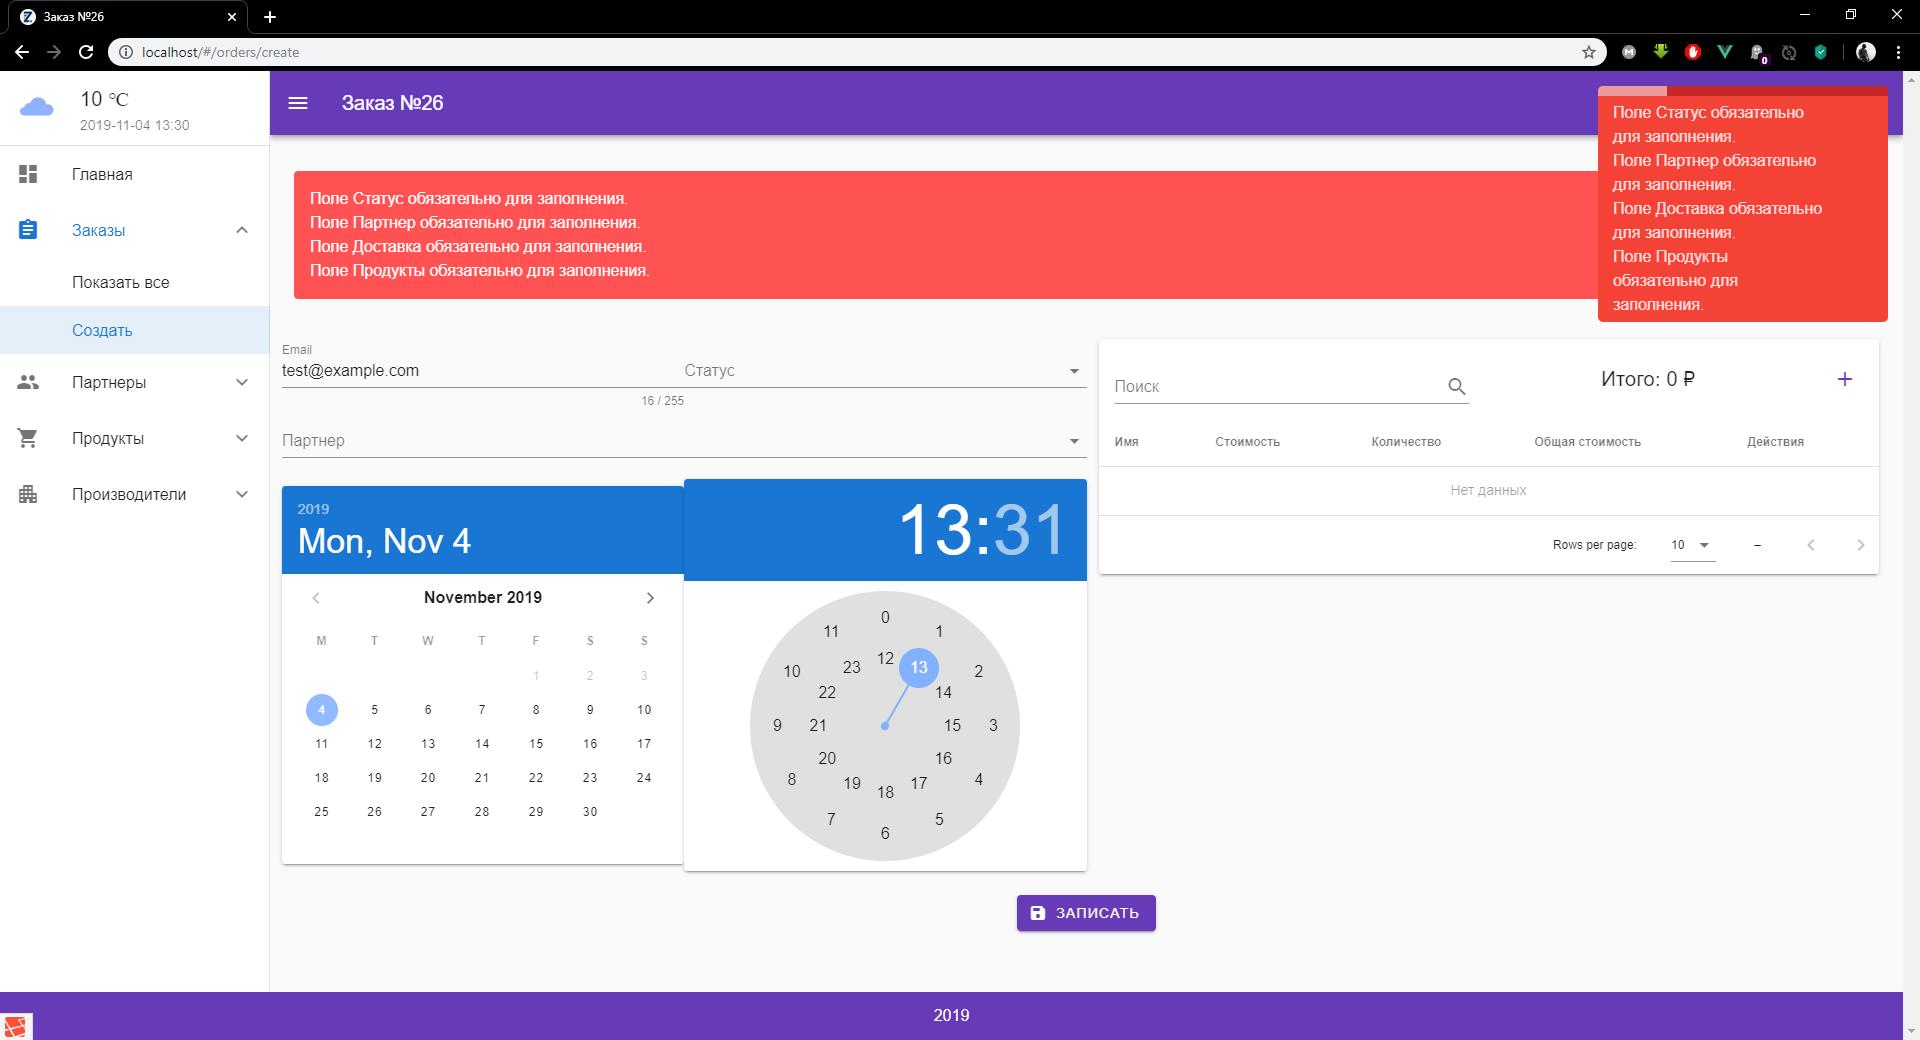 Заказ №26
localhost/#/orders/create
0
10 °C
2019-11-04 13:30
Главная
Заказы
Показать все
Создать
Партнеры
Продукты
Производители
Заказ №26
Поле Статус обязательно
для заполнения.
Поле Партнер обязательно
для заполнения.
Поле Доставка обязательно
для заполнения.
Поле Продукты
обязательно для
заполнения.
Поле Статус обязательно для заполнения.
Поле Партнер обязательно для заполнения.
Поле Доставка обязательно для заполнения.
Поле Продукты обязательно для заполнения.
Email
test@example.com
16 / 255
Статус
Партнер
2019
Mon, Nov 4
November 2019
M T W T F S S
1 2 3
4 5 6 7 8 9 10
11 12 13 14 15 16 17
18 19 20 21 22 23 24
25 26 27 28 29 30
13:31
0
11 1
12
10 23 13 2
22 14
9 21 15 3
20 16
8 19 17 4
18
7 5
6
Поиск
Итого: 0 ₽
Имя Стоимость Количество Общая стоимость Действия
Нет данных
Rows per page: 10 –
ЗАПИСАТЬ
2019